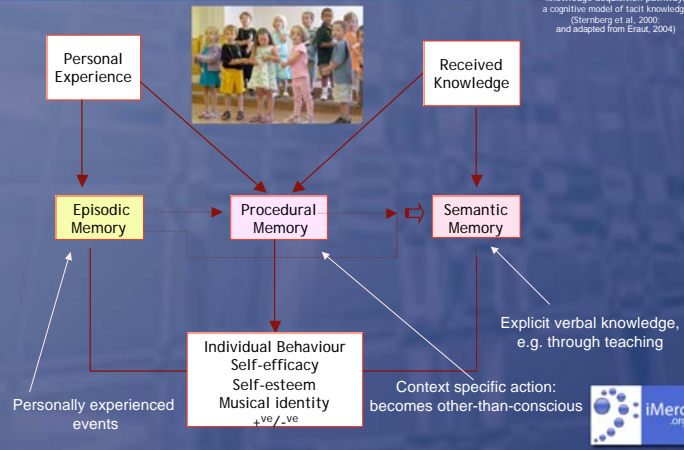 a cognitive model of tacit knowledg
(Sternberg et al, 2000;
and adapted from Eraut, 2004)
Personal
Experience
Received
Knowledge
Episodic
Memory
Procedural
Memory
Semantic
Memory
Explicit verbal knowledge,
e.g. through teaching
Individual Behaviour
Self-efficacy
Self-esteem
Musical identity
+ve/-ve
Context specific action:
becomes other-than-conscious
Personally experienced
events
iMerc
.org